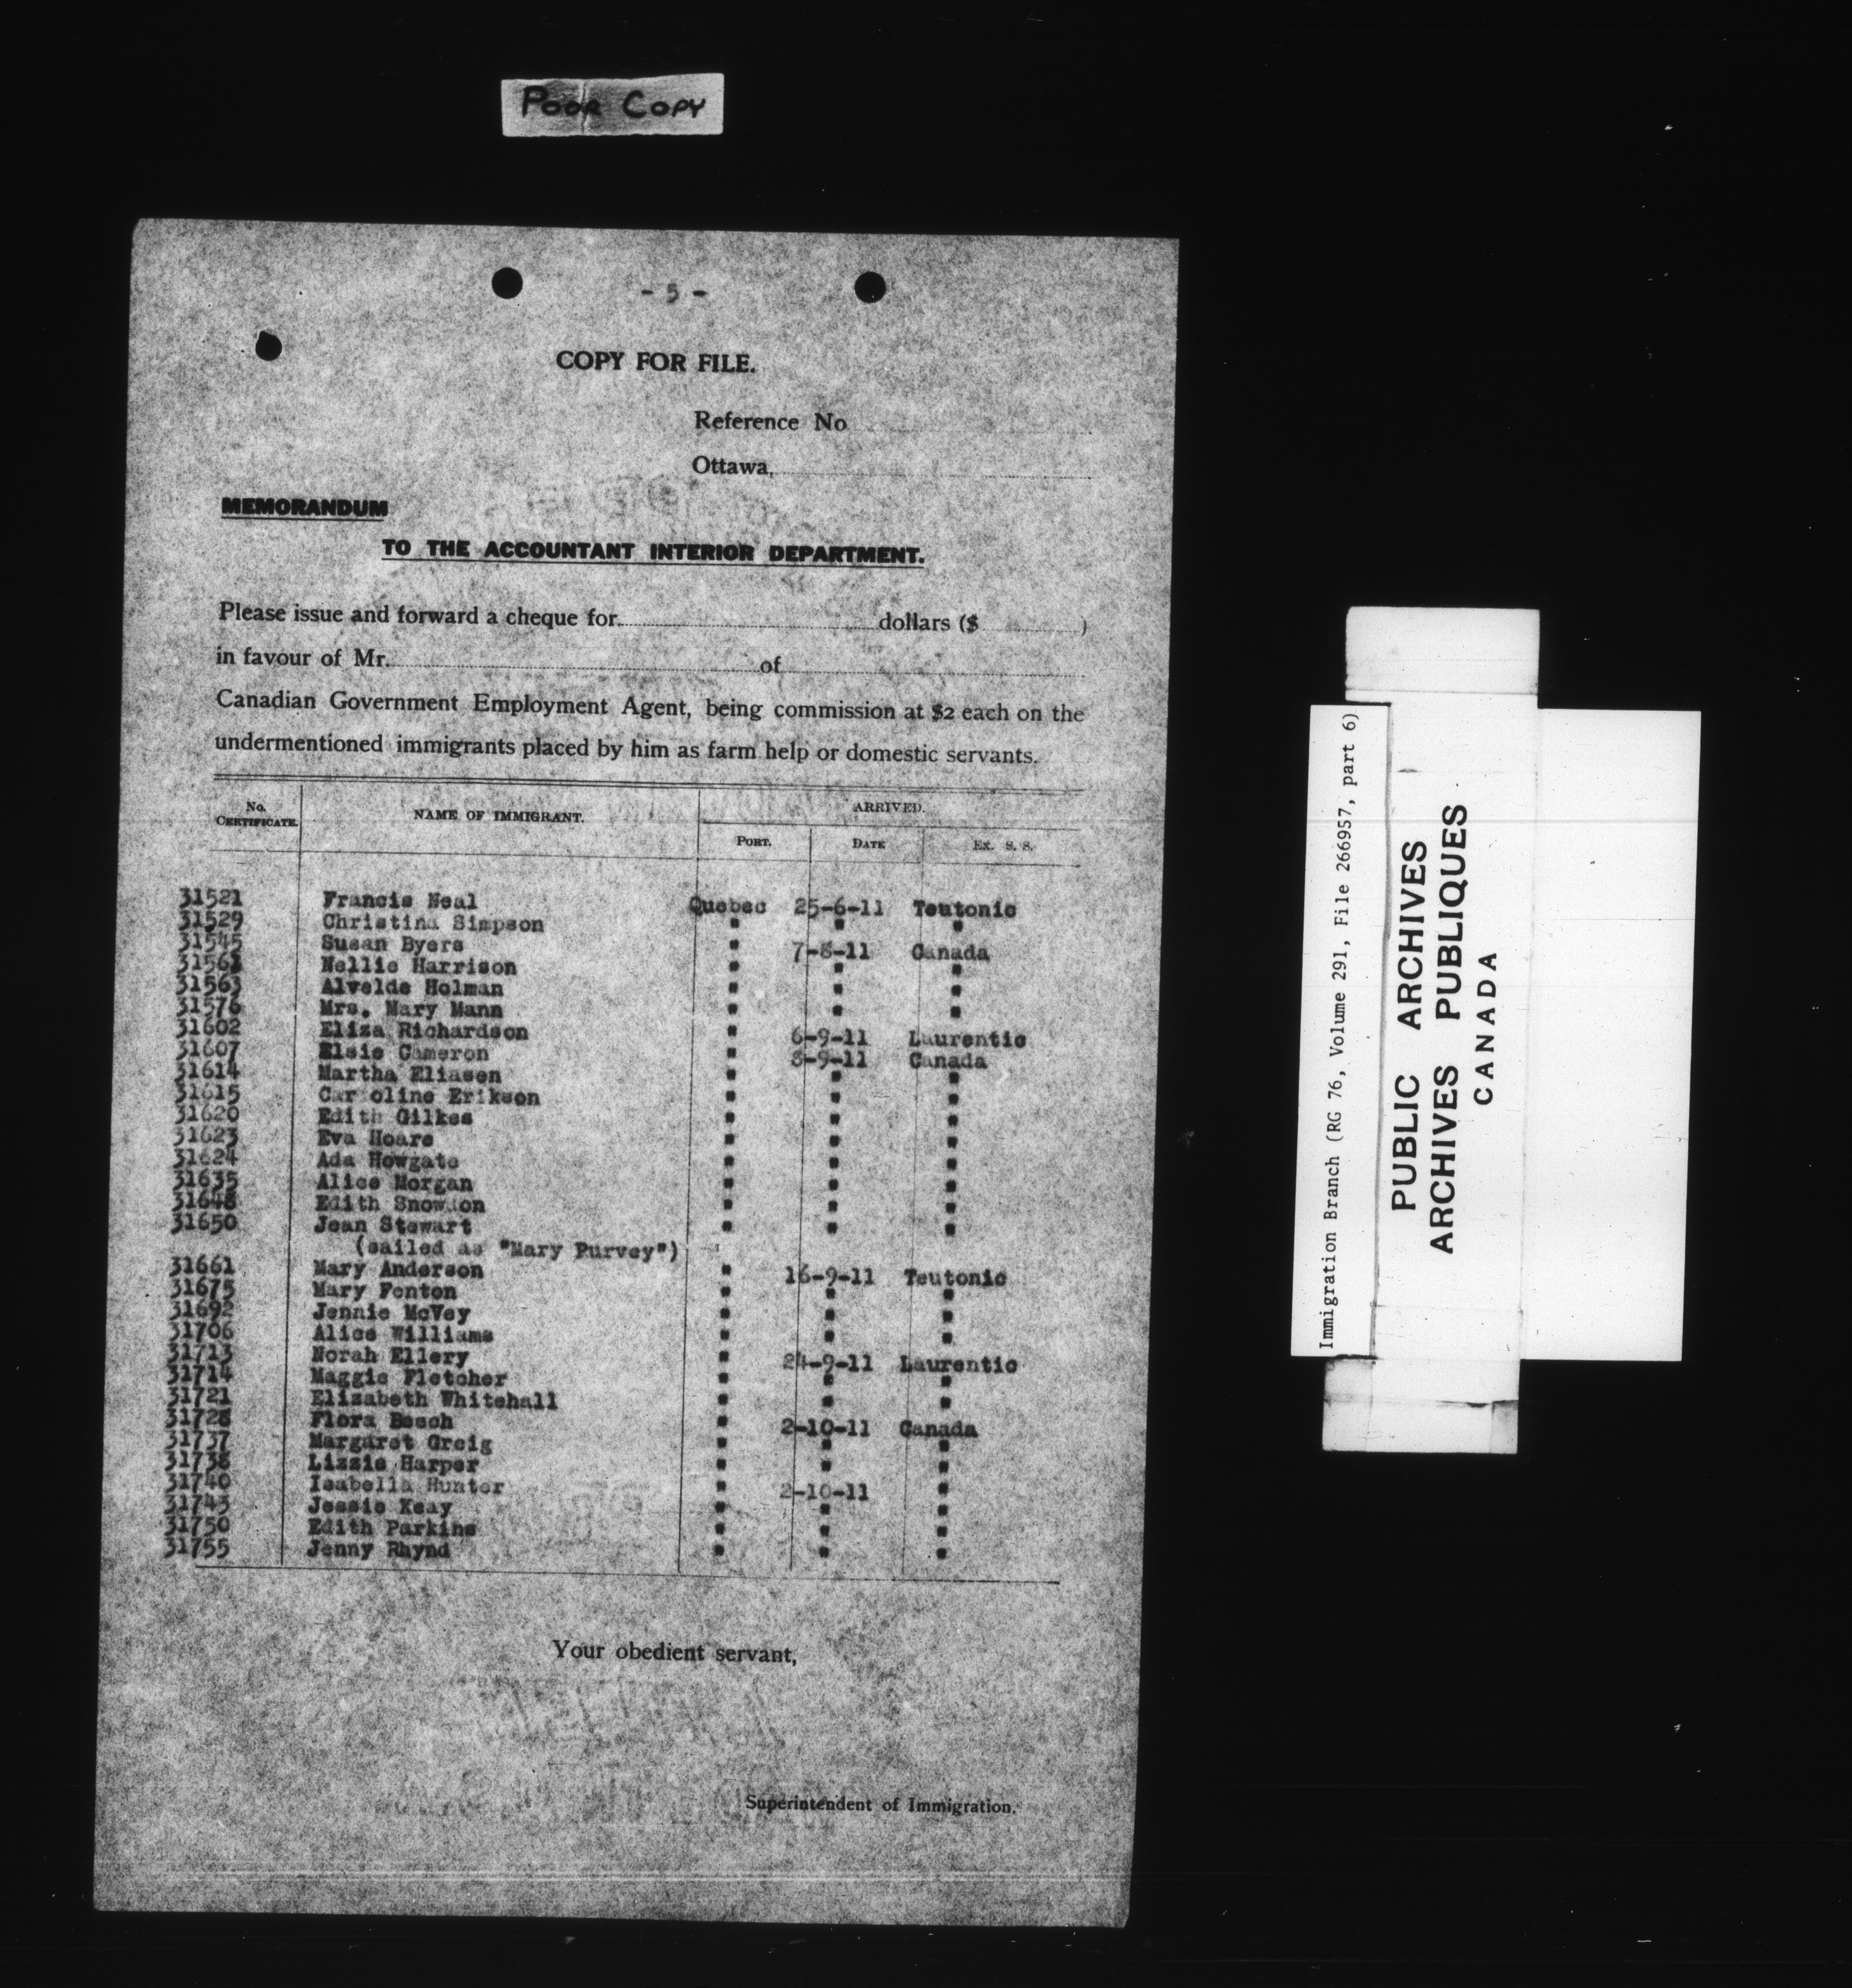 POOR COPY
- 5 -
COPY FOR FILE.
Reference No
Ottawa,
MEMORANDUM
TO THE ACCOUNTANT INTERIOR DEPARTMENT.
Please issue and forward a cheque for dollars ($ )
in favour of Mr. of
Canadian Government Employment Agent, being commission at $2 each on the
undermentioned immigrants placed by him as farm help or domestic servants.
No. CERTIFICATE. NAME OF IMMIGRANT. ARRIVED.
PORT. DATE EX. S. S.
31521 Francis Neal Quebec 25-6-11 Teutonic
31529 Christina Simpson " " "
31545 Susan Byers " 7-8-11 Canada
Nellie Harrison " " "
31563 Alvelde Holman " " "
31576 Mrs. Mary Mann " " "
31602 Eliza Richardson " 6-9-11 Laurentic
31607 Elsie Cameron " 8-9-11 Canada
31614 Martha Eliasen " " "
31615 Caroline Erikson " " "
31620 Edith Gilkes " " "
31623 Eva Hoare " " "
31624 Ada Howgate " " "
31635 Alice Morgan " " "
31648 Edith Snowdon " " "
31650 Jean Stewart " " "
(sailed as "Mary Purvey")
31661 Mary Anderson " 16-9-11 Teutonic
31675 Mary Fenton " " "
31692 Jennie McVey " " "
31706 Alice Williams " " "
31713 Norah Ellery " 24-9-11 Laurentic
31714 Maggie Fletcher " " "
31721 Elizabeth Whitehall " " "
31728 Flora Beech " 2-10-11 Canada
31737 Margaret Greig " " "
31738 Lizzie Harper " " "
31740 Isabella Hunter " 2-10-11 "
31743 Jessie Keay " " "
31750 Edith Parkins " " "
31755 Jenny Rhynd " " "
Your obedient servant,
Superintendent of Immigration.
Immigration Branch (RG 76, Volume 291, File 266957, part 6)
PUBLIC ARCHIVES
ARCHIVES PUBLIQUES
CANADA